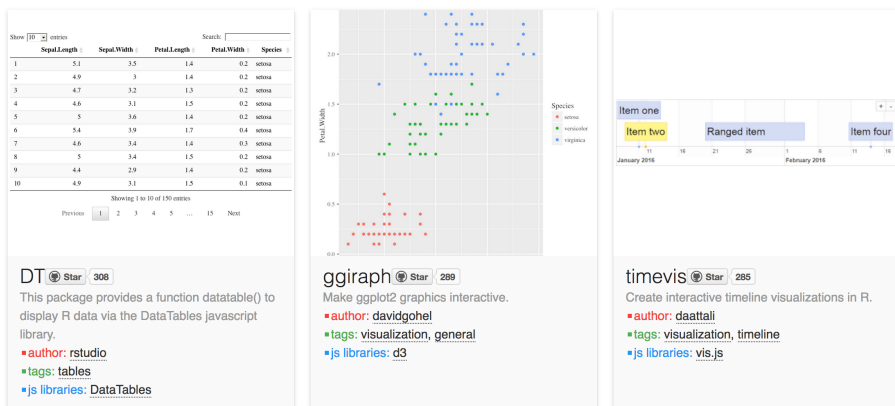 Show 10 entries Search:
Sepal.Length Sepal.Width Petal.Length Petal.Width Species
1 5.1 3.5 1.4 0.2 setosa
2 4.9 3 1.4 0.2 setosa
3 4.7 3.2 1.3 0.2 setosa
4 4.6 3.1 1.5 0.2 setosa
5 5 3.6 1.4 0.2 setosa
6 5.4 3.9 1.7 0.4 setosa
7 4.6 3.4 1.4 0.3 setosa
8 5 3.4 1.5 0.2 setosa
9 4.4 2.9 1.4 0.2 setosa
10 4.9 3.1 1.5 0.1 setosa
Showing 1 to 10 of 150 entries
Previous 1 2 3 4 5 ... 15 Next
DT Star 308
This package provides a function datatable() to
display R data via the DataTables javascript
library.
author: rstudio
tags: tables
js libraries: DataTables
2.0
1.5
1.0
0.5
0.0
Petal.Width
Species
setosa
versicolor
virginica
ggiraph Star 289
Make ggplot2 graphics interactive.
author: davidgohel
tags: visualization, general
js libraries: d3
+ -
Item one
Item two Ranged item Item four
11 16 21 26 1 6 11 16
January 2016 February 2016
timevis Star 285
Create interactive timeline visualizations in R.
author: daattali
tags: visualization, timeline
js libraries: vis.js